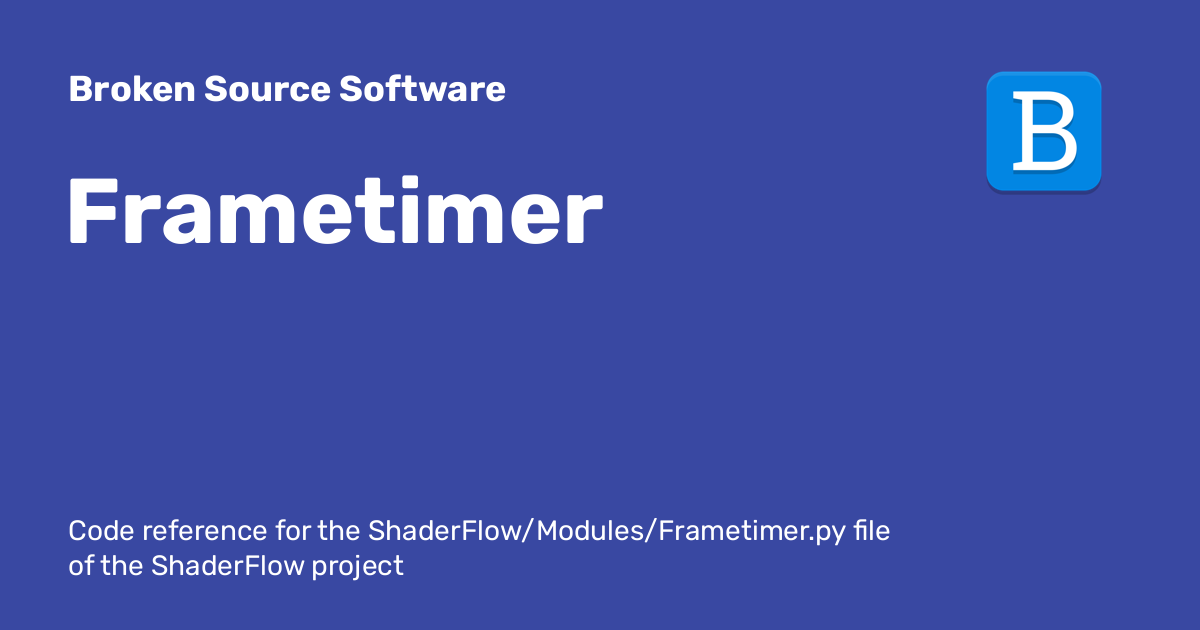 Broken Source Software
B
Frametimer
Code reference for the ShaderFlow/Modules/Frametimer.py file
of the ShaderFlow project